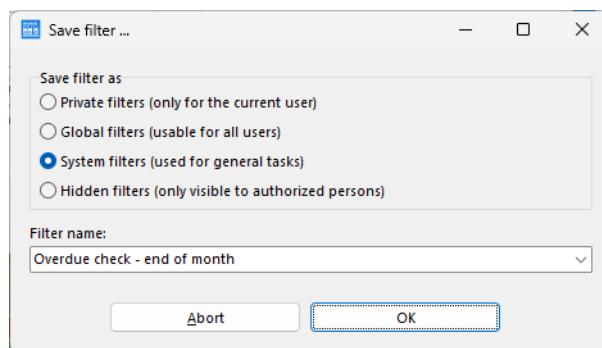 Save filter ...
Save filter as
Private filters (only for the current user)
Global filters (usable for all users)
System filters (used for general tasks)
Hidden filters (only visible to authorized persons)
Filter name:
Overdue check - end of month
Abort
OK